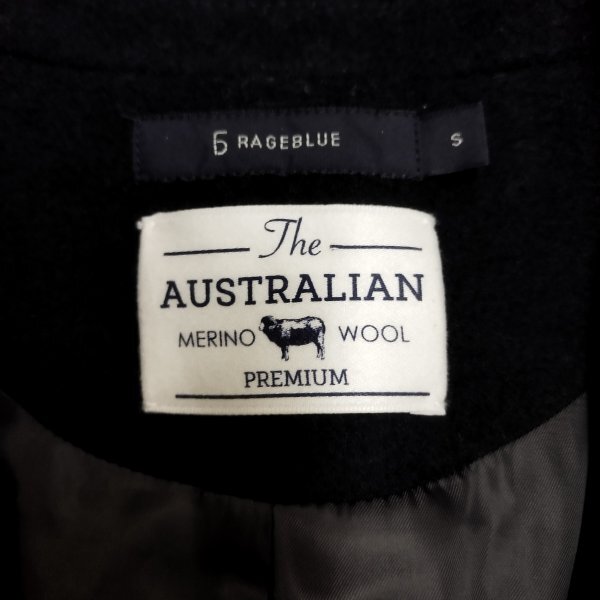 RAGEBLUE
S
The
AUSTRALIAN
MERINO WOOL
PREMIUM